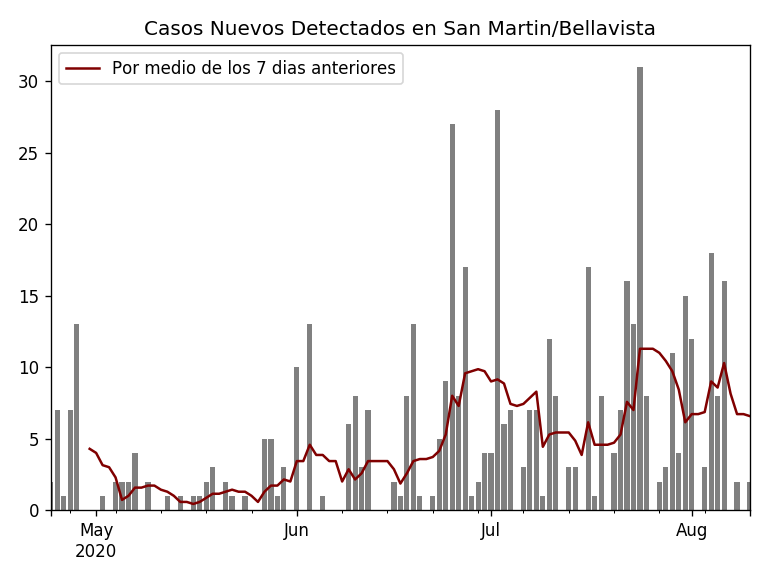 Casos Nuevos Detectados en San Martin/Bellavista
Por medio de los 7 dias anteriores
30
25
20
15
10
5
0
May
2020
Jun
Jul
Aug